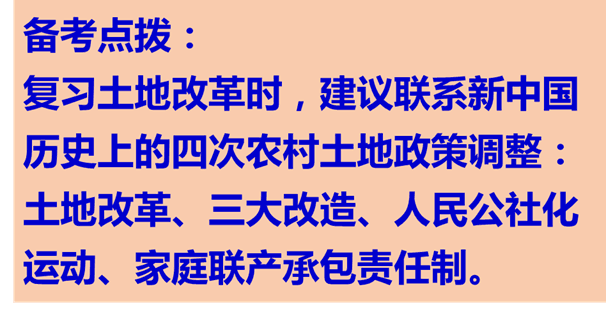 备考点拨：
复习土地改革时，建议联系新中国
历史上的四次农村土地政策调整：
土地改革、三大改造、人民公社化
运动、家庭联产承包责任制。